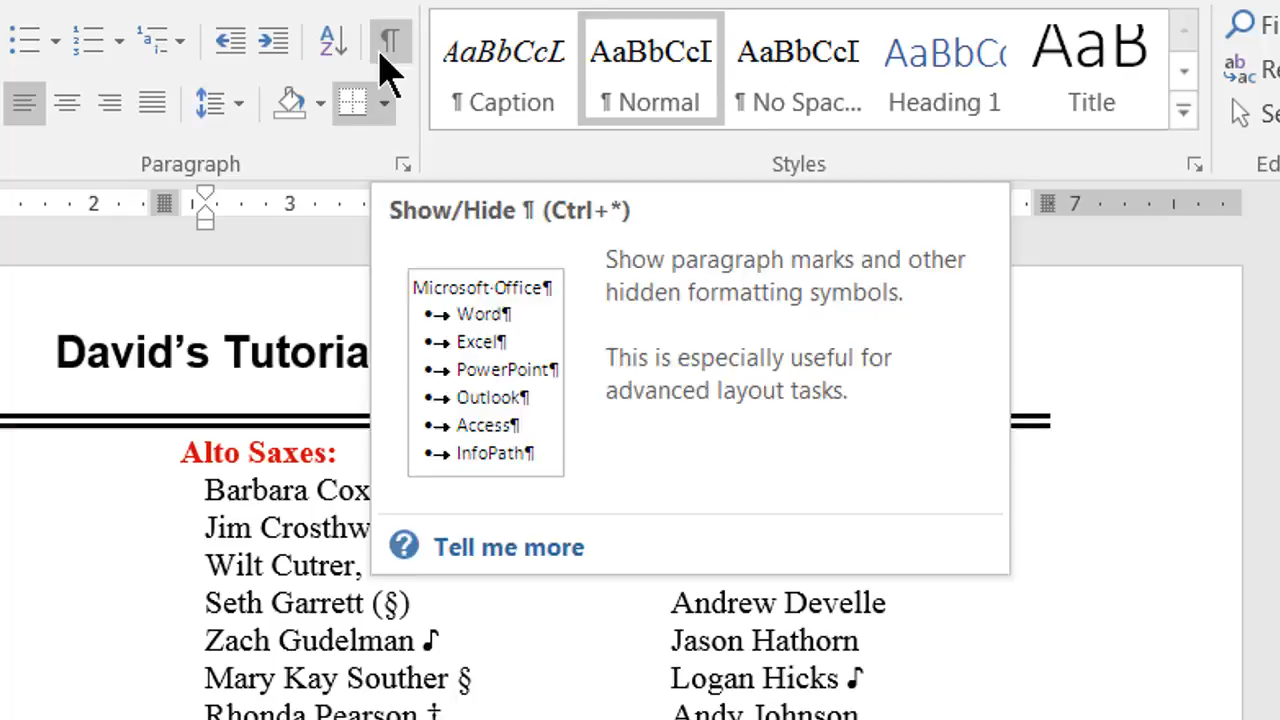 AaBbCcL AaBbCcI AaBbCcI AaBbCc AaB
¶ Caption ¶ Normal ¶ No Spac... Heading 1 Title
Paragraph Styles
2 3 7
Show/Hide ¶ (Ctrl+*)
Show paragraph marks and other
hidden formatting symbols.
This is especially useful for
advanced layout tasks.
Microsoft·Office¶
•→ Word¶
•→ Excel¶
•→ PowerPoint¶
•→ Outlook¶
•→ Access¶
•→ InfoPath¶
Tell me more
David’s
Alto Saxes:
Barbara Cox
Jim
Wilt Cutrer,
Seth Garrett (§) Andrew Develle
Zach Gudelman ♪ Jason Hathorn
Mary Kay Souther § Logan Hicks ♪
Rhonda Pearson † Andy Johnson